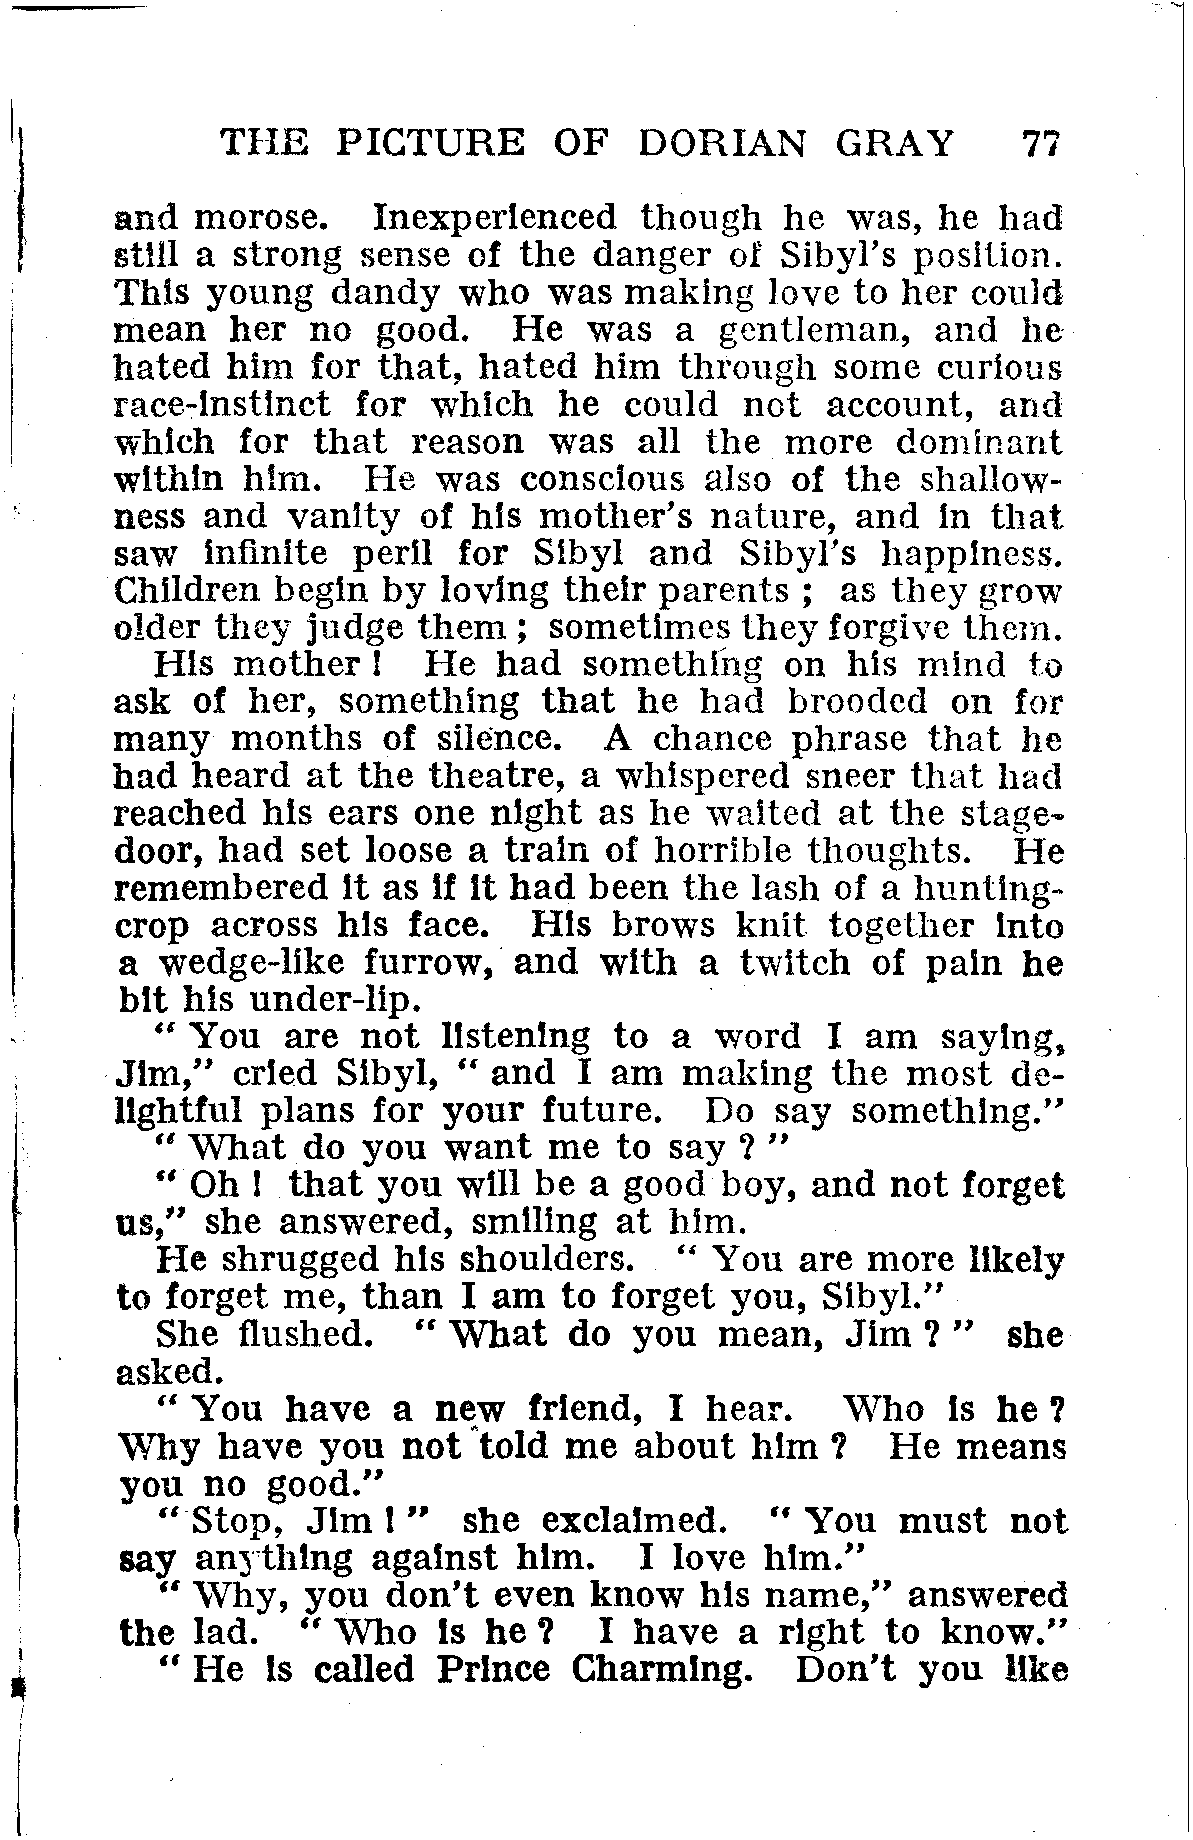 THE PICTURE OF DORIAN GRAY 77
and morose. Inexperienced though he was, he had
still a strong sense of the danger of Sibyl's position.
This young dandy who was making love to her could
mean her no good. He was a gentleman, and he
hated him for that, hated him through some curious
race-instinct for which he could not account, and
which for that reason was all the more dominant
within him. He was conscious also of the shallow-
ness and vanity of his mother's nature, and in that
saw infinite peril for Sibyl and Sibyl's happiness.
Children begin by loving their parents ; as they grow
older they judge them ; sometimes they forgive them.
His mother ! He had something on his mind to
ask of her, something that he had brooded on for
many months of silence. A chance phrase that he
had heard at the theatre, a whispered sneer that had
reached his ears one night as he waited at the stage-
door, had set loose a train of horrible thoughts. He
remembered it as if it had been the lash of a hunting-
crop across his face. His brows knit together into
a wedge-like furrow, and with a twitch of pain he
bit his under-lip.
“ You are not listening to a word I am saying,
Jim,” cried Sibyl, “ and I am making the most de-
lightful plans for your future. Do say something.”
“ What do you want me to say ? ”
“ Oh ! that you will be a good boy, and not forget
us,” she answered, smiling at him.
He shrugged his shoulders. “ You are more likely
to forget me, than I am to forget you, Sibyl.”
She flushed. “ What do you mean, Jim ? ” she
asked.
“ You have a new friend, I hear. Who is he ?
Why have you not told me about him ? He means
you no good.”
“ Stop, Jim ! ” she exclaimed. “ You must not
say anything against him. I love him.”
“ Why, you don't even know his name,” answered
the lad. “ Who is he ? I have a right to know.”
“ He is called Prince Charming. Don't you like